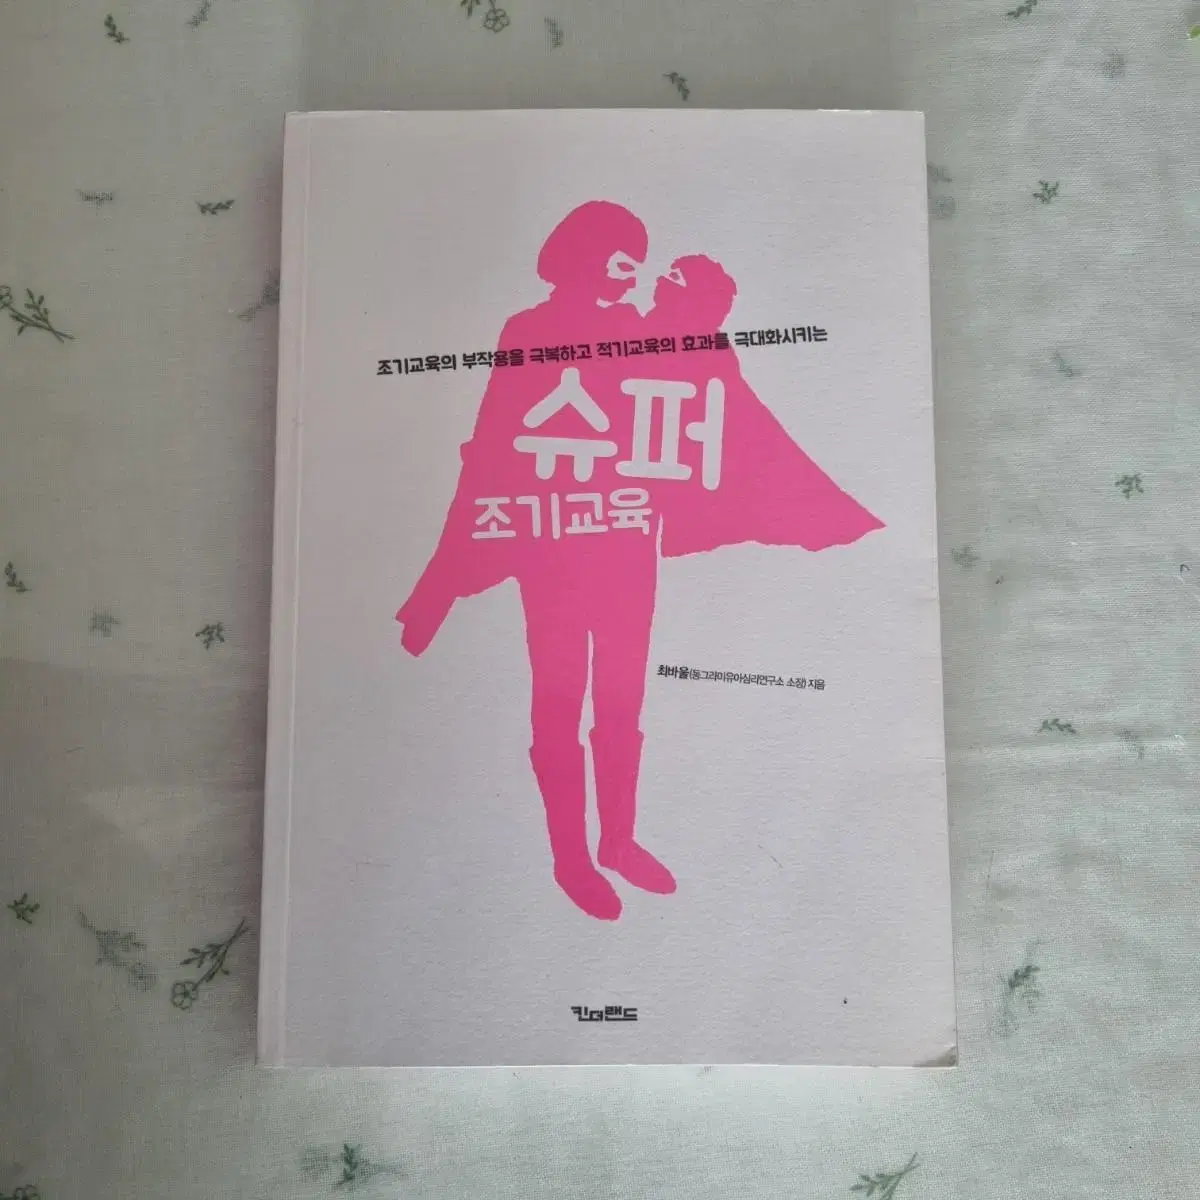 조기교육의 부작용을 극복하고 적기교육의 효과를 극대화시키는
슈퍼
조기교육
최바울(동그라미유아심리연구소 소장) 지음
킨더랜드